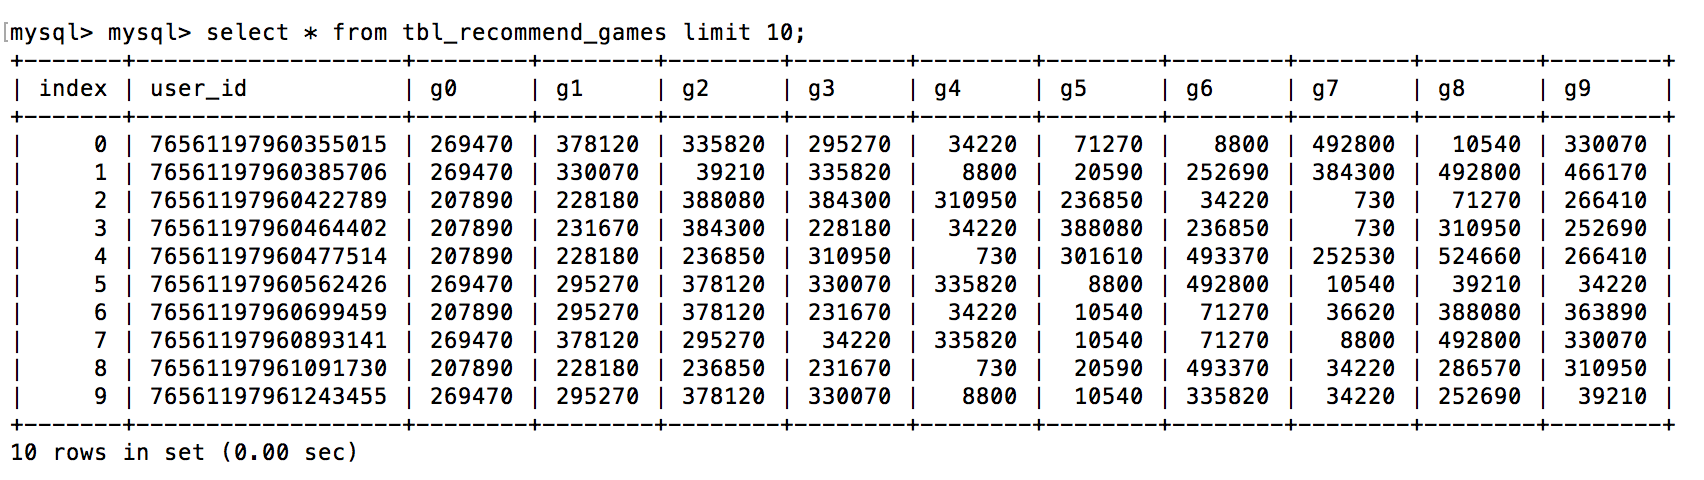 [mysql> mysql> select * from tbl_recommend_games limit 10;
+-------+-------------------+--------+--------+--------+--------+--------+--------+--------+--------+--------+--------+
| index | user_id           | g0     | g1     | g2     | g3     | g4     | g5     | g6     | g7     | g8     | g9     |
+-------+-------------------+--------+--------+--------+--------+--------+--------+--------+--------+--------+--------+
|     0 | 76561197960355015 | 269470 | 378120 | 335820 | 295270 |  34220 |  71270 |   8800 | 492800 |  10540 | 330070 |
|     1 | 76561197960385706 | 269470 | 330070 |  39210 | 335820 |   8800 |  20590 | 252690 | 384300 | 492800 | 466170 |
|     2 | 76561197960422789 | 207890 | 228180 | 388080 | 384300 | 310950 | 236850 |  34220 |    730 |  71270 | 266410 |
|     3 | 76561197960464402 | 207890 | 231670 | 384300 | 228180 |  34220 | 388080 | 236850 |    730 | 310950 | 252690 |
|     4 | 76561197960477514 | 207890 | 228180 | 236850 | 310950 |    730 | 301610 | 493370 | 252530 | 524660 | 266410 |
|     5 | 76561197960562426 | 269470 | 295270 | 378120 | 330070 | 335820 |   8800 | 492800 |  10540 |  39210 |  34220 |
|     6 | 76561197960699459 | 207890 | 295270 | 378120 | 231670 |  34220 |  10540 |  71270 |  36620 | 388080 | 363890 |
|     7 | 76561197960893141 | 269470 | 378120 | 295270 |  34220 | 335820 |  10540 |  71270 |   8800 | 492800 | 330070 |
|     8 | 76561197961091730 | 207890 | 228180 | 236850 | 231670 |    730 |  20590 | 493370 |  34220 | 286570 | 310950 |
|     9 | 76561197961243455 | 269470 | 295270 | 378120 | 330070 |   8800 |  10540 | 335820 |  34220 | 252690 |  39210 |
+-------+-------------------+--------+--------+--------+--------+--------+--------+--------+--------+--------+--------+
10 rows in set (0.00 sec)